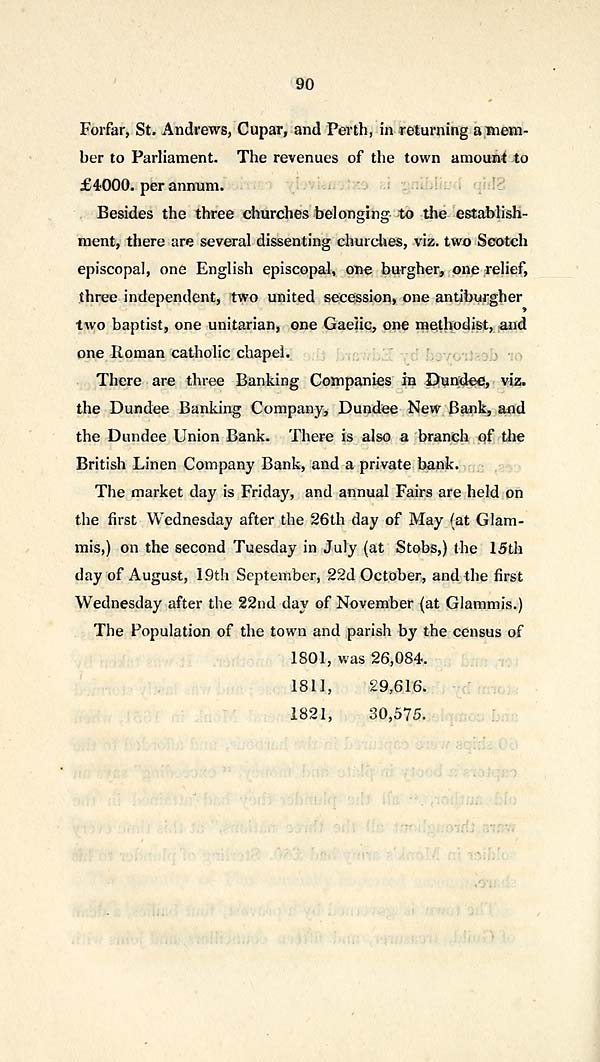 90
Forfar, St. Andrews, Cupar, and Perth, in returning a mem-
ber to Parliament. The revenues of the town amount to
£4000. per annum.
Besides the three churches belonging to the establish-
ment, there are several dissenting churches, viz. two Scotch
episcopal, one English episcopal, one burgher, one relief,
three independent, two united secession, one antiburgher,
two baptist, one unitarian, one Gaelic, one methodist, and
one Roman catholic chapel.
There are three Banking Companies in Dundee, viz.
the Dundee Banking Company, Dundee New Bank, and
the Dundee Union Bank. There is also a branch of the
British Linen Company Bank, and a private bank.
The market day is Friday, and annual Fairs are held on
the first Wednesday after the 26th day of May (at Glam-
mis,) on the second Tuesday in July (at Stobs,) the 15th
day of August, 19th September, 22d October, and the first
Wednesday after the 22nd day of November (at Glammis.)
The Population of the town and parish by the census of
1801, was 26,084.
1811, 29,616.
1821, 30,575.